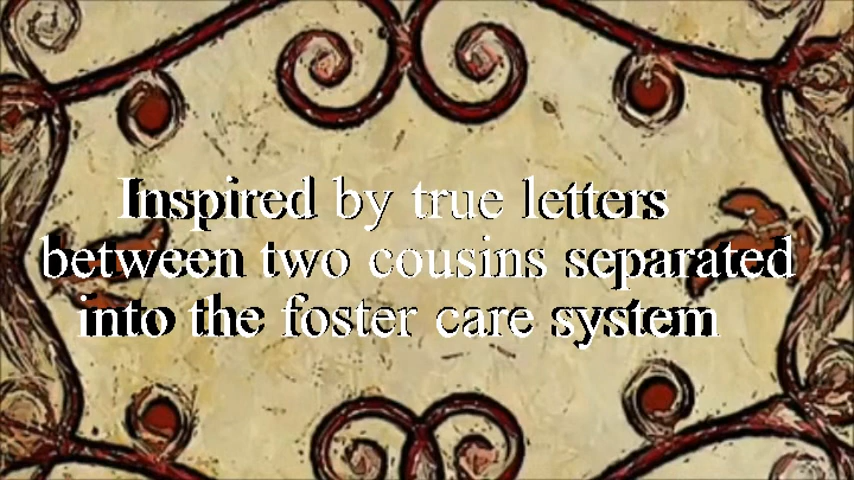 Inspired by true letters
between two cousins separated
into the foster care system